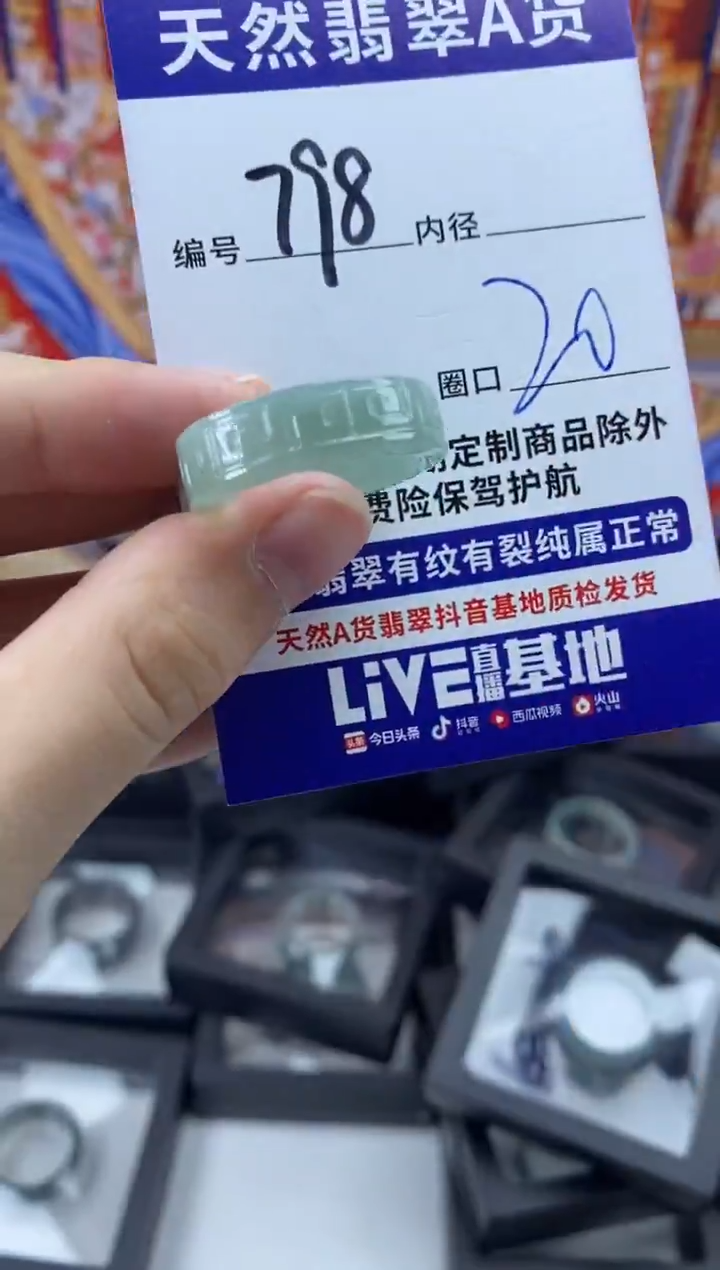 天然翡翠A货
编号 798 内径
圈口 20
定制商品除外
费险保驾护航
翡翠有纹有裂纯属正常
天然A货翡翠抖音基地质检发货
LiVE直播基地
头条 今日头条 抖音 西瓜视频 火山